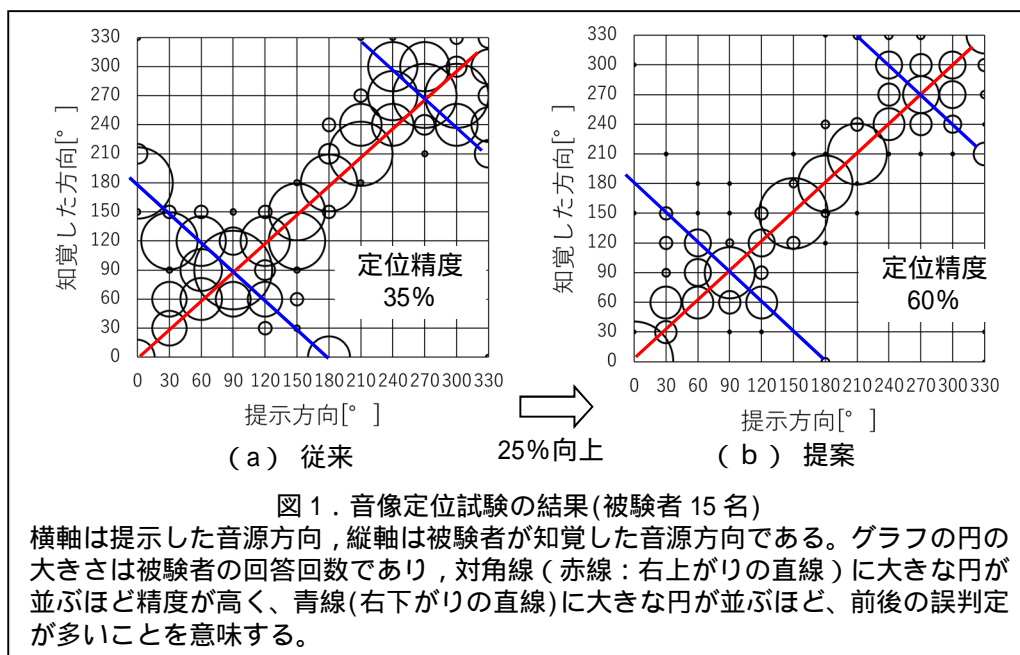 330
300
270
240
210
180
150
120
90
60
30
0
知覚した方向[°]
0 30 60 90 120 150 180 210 240 270 300 330
提示方向[° ]
定位精度
35%
(a) 従来
25%向上
330
300
270
240
210
180
150
120
90
60
30
0
知覚した方向[°]
0 30 60 90 120 150 180 210 240 270 300 330
提示方向[° ]
定位精度
60%
(b) 提案
図1．音像定位試験の結果(被験者15名)
横軸は提示した音源方向，縦軸は被験者が知覚した音源方向である。グラフの円の
大きさは被験者の回答回数であり，対角線（赤線：右上がりの直線）に大きな円が
並ぶほど精度が高く、青線(右下がりの直線)に大きな円が並ぶほど、前後の誤判定
が多いことを意味する。